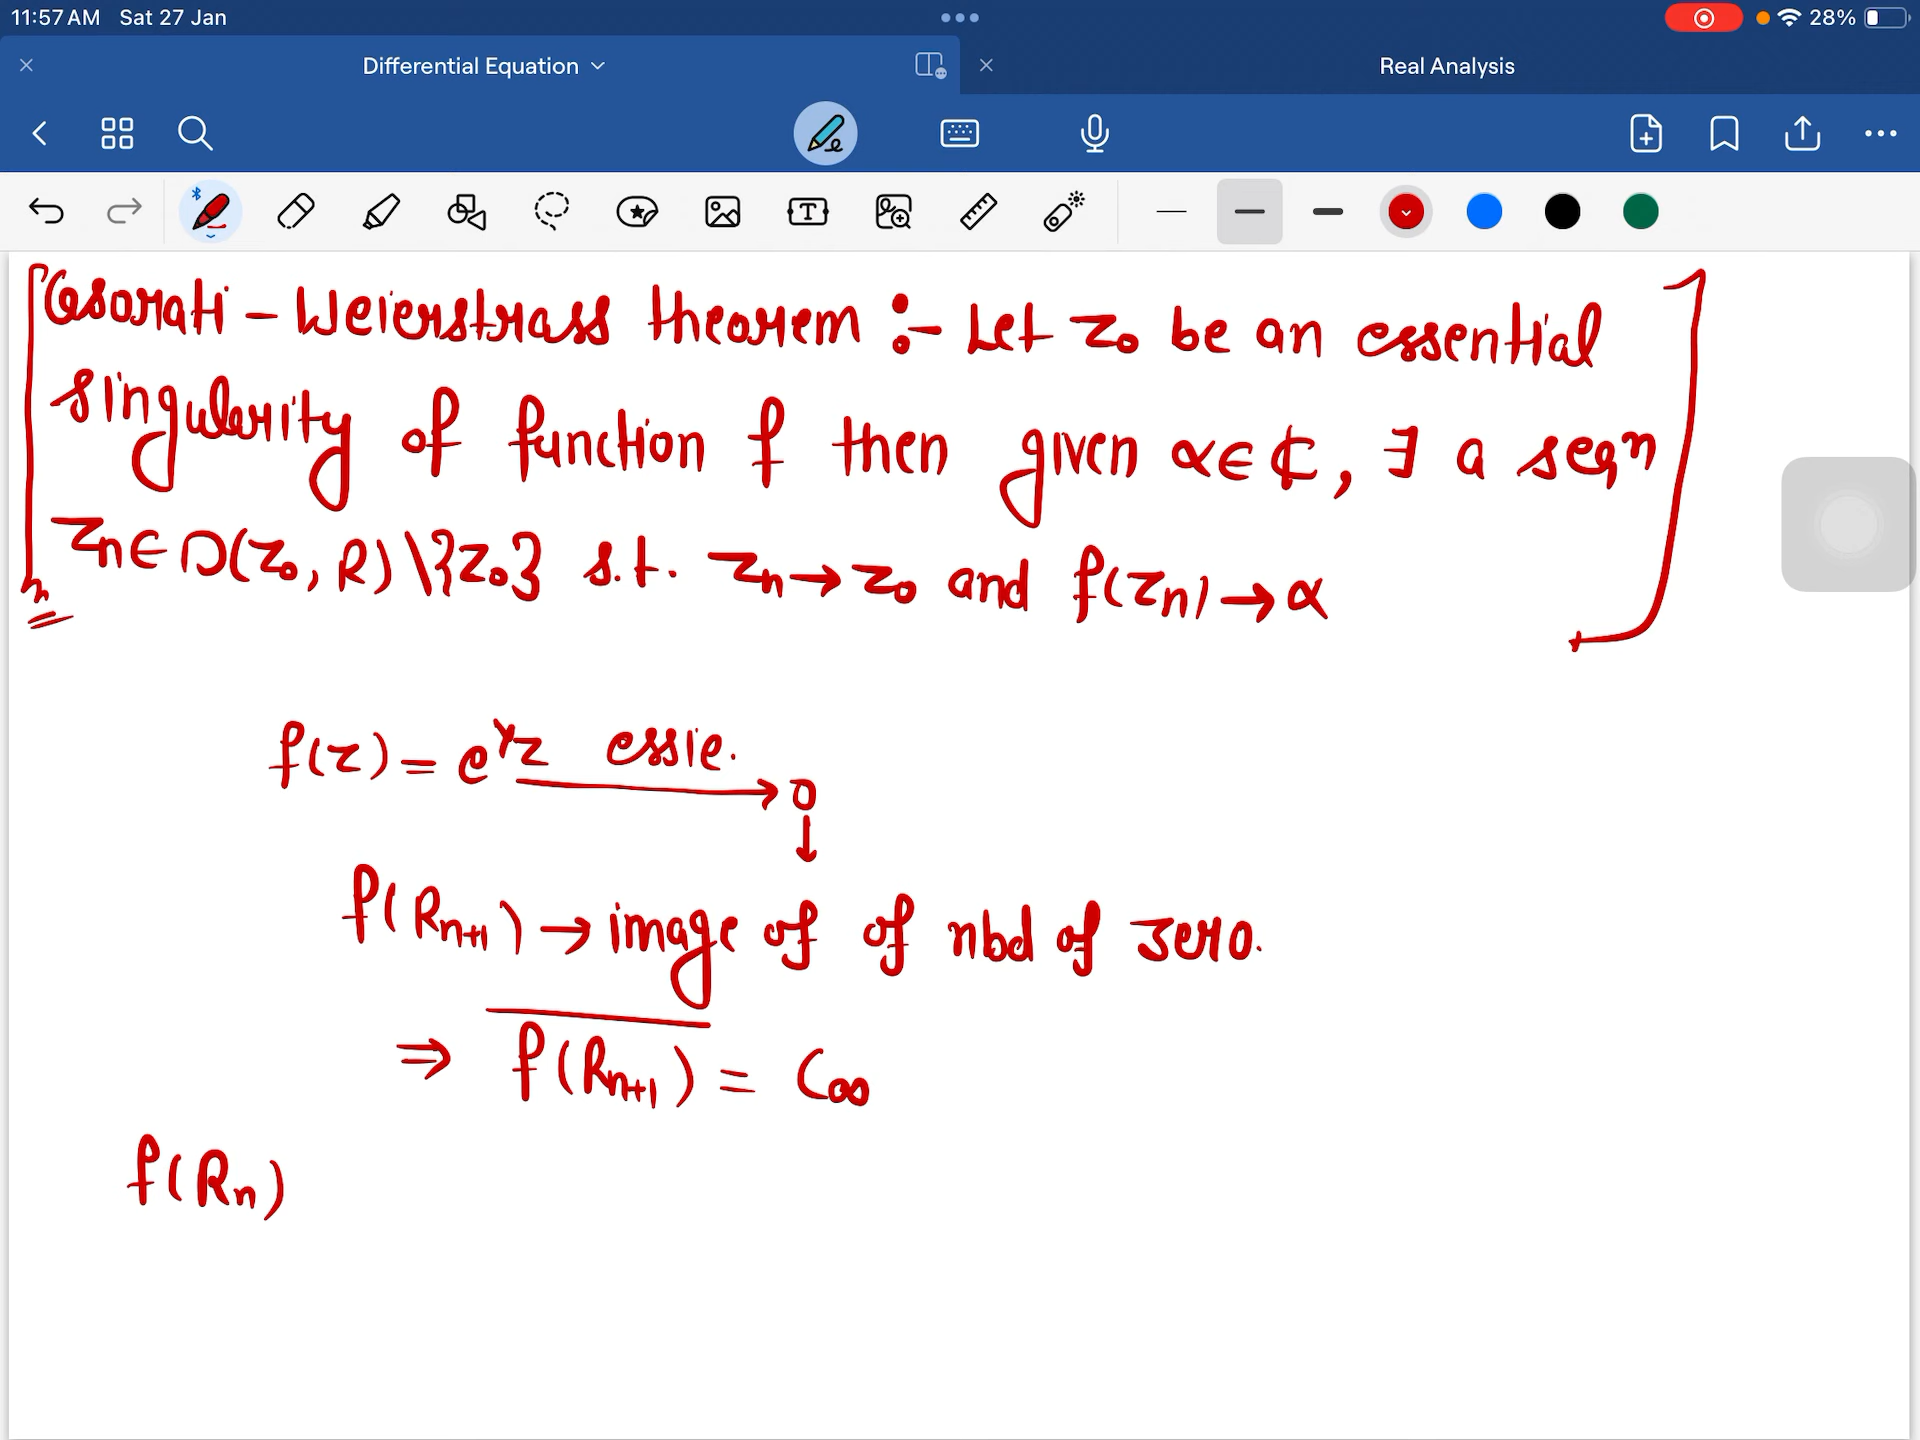 11:57 AM Sat 27 Jan 28%
Differential Equation Real Analysis
Casorati - Weierstrass theorem :- Let z₀ be an essential
singularity of function f then given α ∈ ₵, ∃ a seqⁿ
zₙ ∈ D(z₀, R) \ {z₀} s.t. zₙ → z₀ and f(zₙ) → α
f(z) = e^{1/z} essie. → 0
↓
f(Rₙ₊₁) → image of of nbd of zero.
⇒ \overline{f(Rₙ₊₁)} = C∞
f(Rₙ)